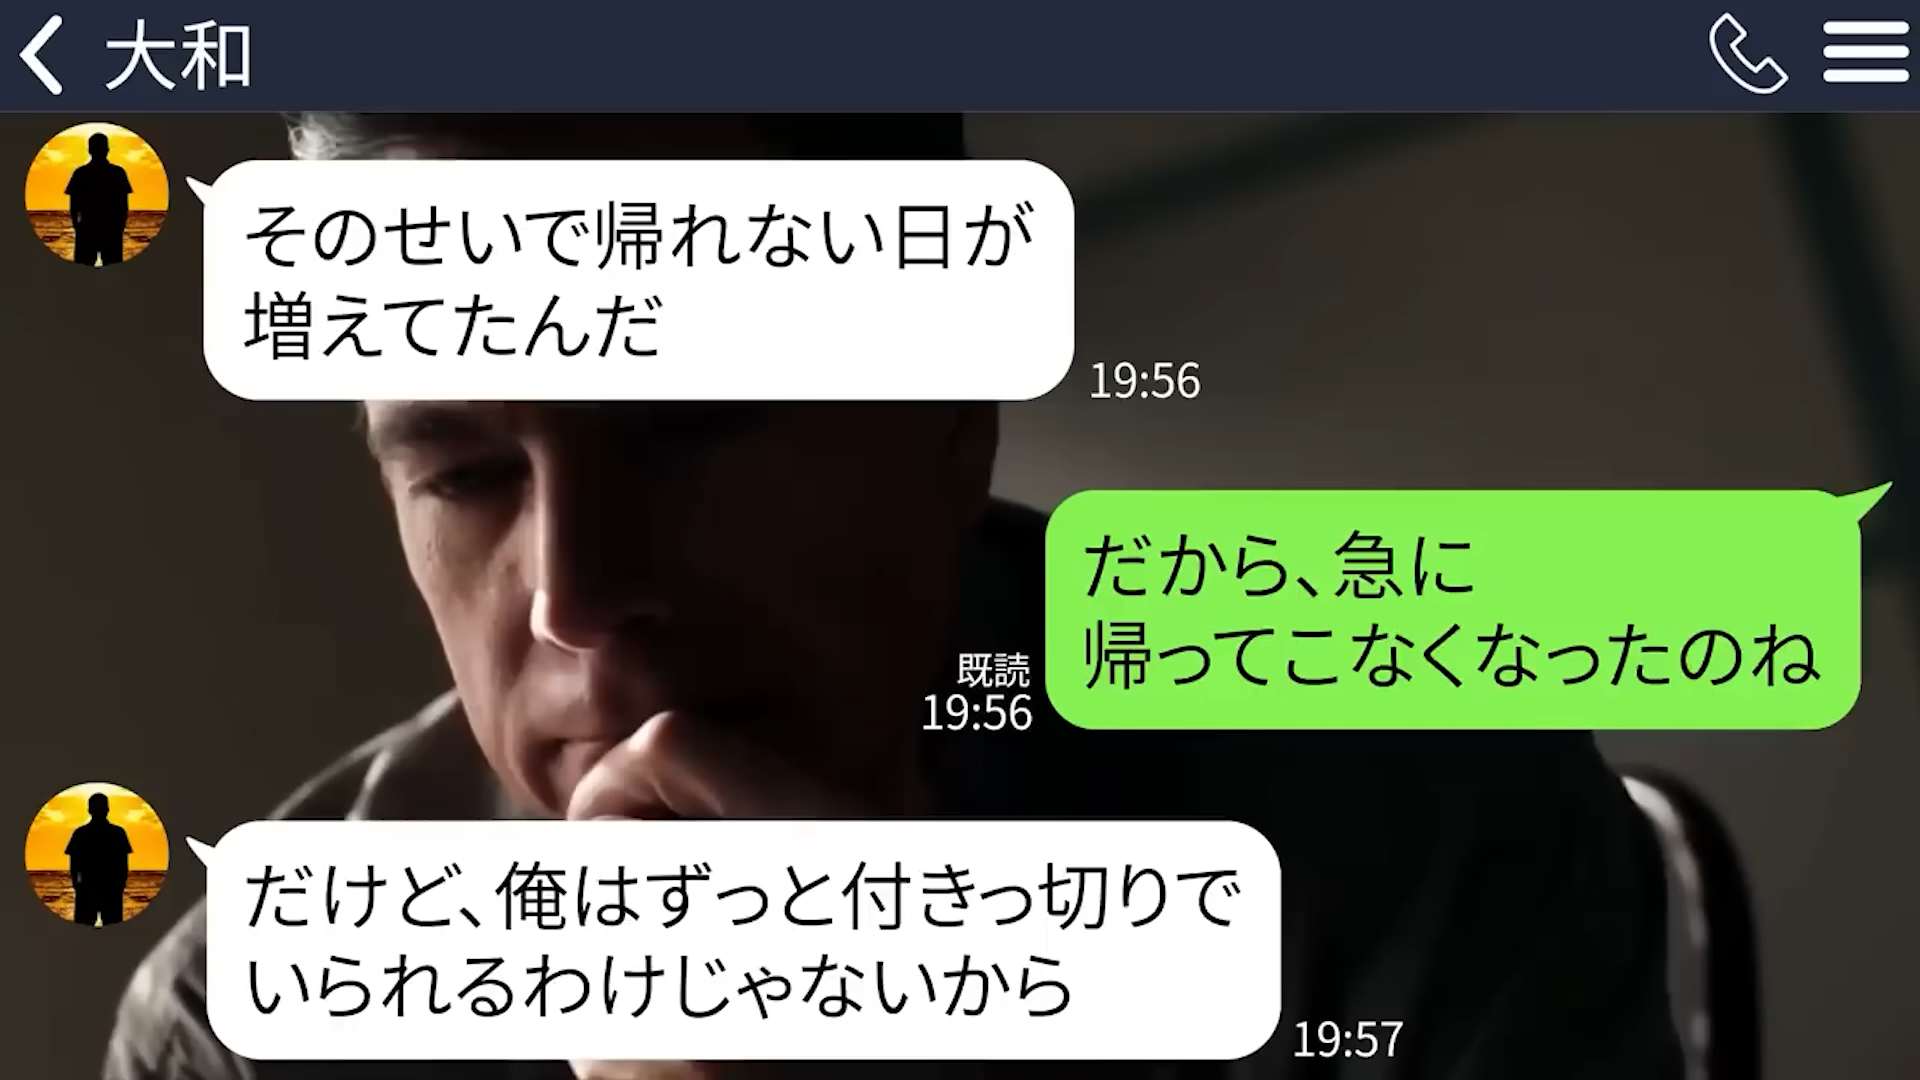 大和
そのせいで帰れない日が
増えてたんだ
19:56
だから、急に
帰ってこなくなったのね
既読
19:56
だけど、俺はずっと付きっ切りで
いられるわけじゃないから
19:57